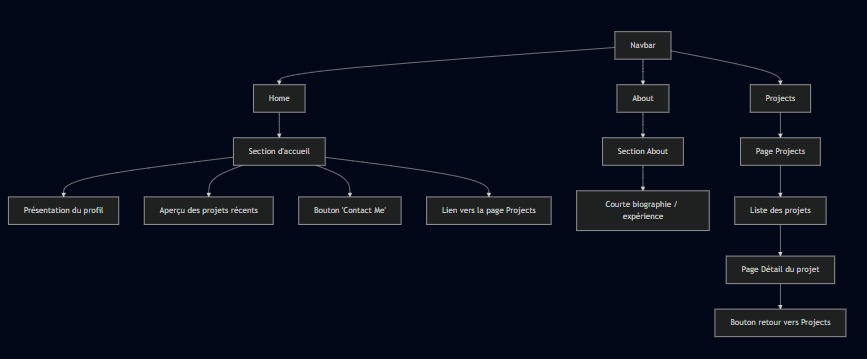 Navbar
Home
About
Projects
Section d'accueil
Section About
Page Projects
Présentation du profil
Aperçu des projets récents
Bouton 'Contact Me'
Lien vers la page Projects
Courte biographie /
expérience
Liste des projets
Page Détail du projet
Bouton retour vers Projects